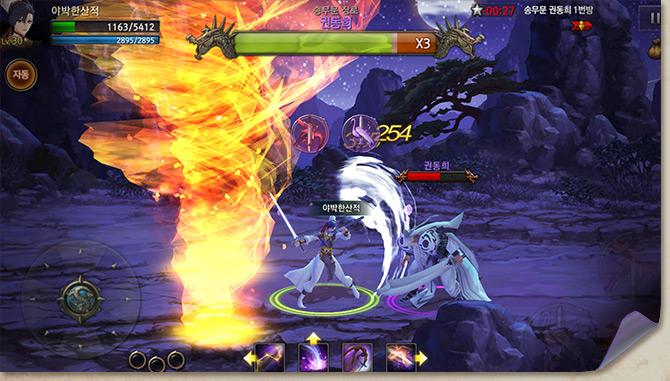 야박한산적
Lv.30
1163/5412
2895/2895
자동
송무문 장로
권동희
X3
00:27
송무문 권동희 1번방
254
권동희
야박한산적